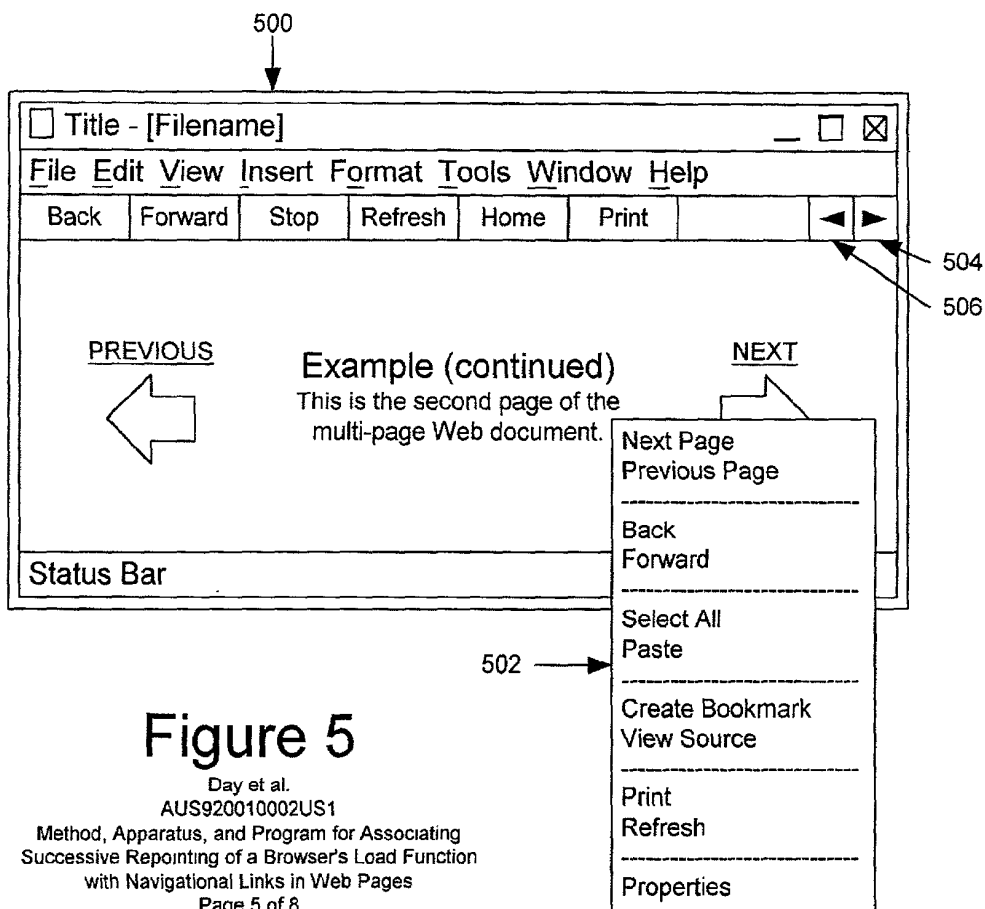 500
Title - [Filename]
File Edit View Insert Format Tools Window Help
Back Forward Stop Refresh Home Print
504
506
PREVIOUS
Example (continued)
This is the second page of the
multi-page Web document.
NEXT
Next Page
Previous Page
Back
Forward
Select All
Paste
Create Bookmark
View Source
Print
Refresh
Properties
Status Bar
502
Figure 5
Day et al.
AUS920010002US1
Method, Apparatus, and Program for Associating
Successive Repointing of a Browser's Load Function
with Navigational Links in Web Pages
Page 5 of 8